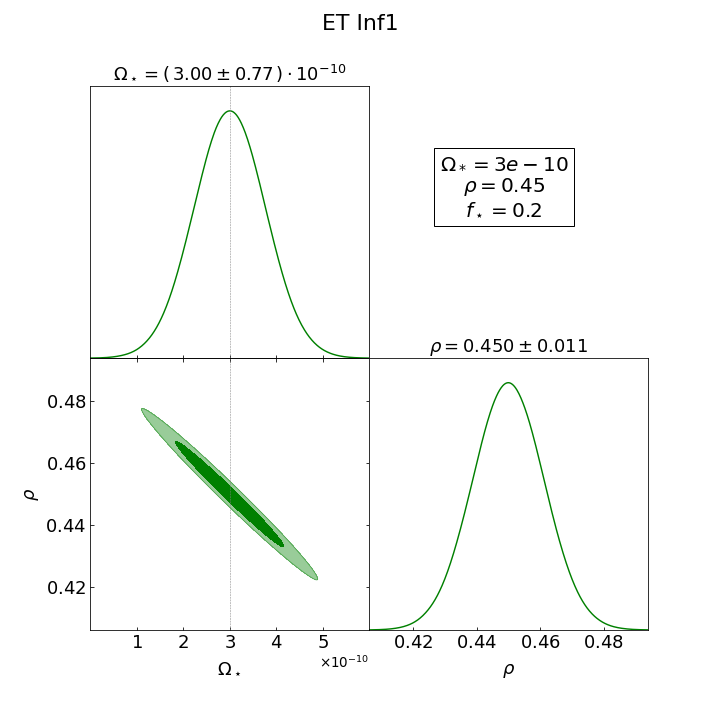 ET Inf1
Ω⋆ = (3.00 ± 0.77) · 10⁻¹⁰
Ω* = 3e − 10
ρ = 0.45
f⋆ = 0.2
ρ = 0.450 ± 0.011
0.48
0.46
0.44
0.42
ρ
1 2 3 4 5
×10⁻¹⁰
Ω⋆
0.42 0.44 0.46 0.48
ρ